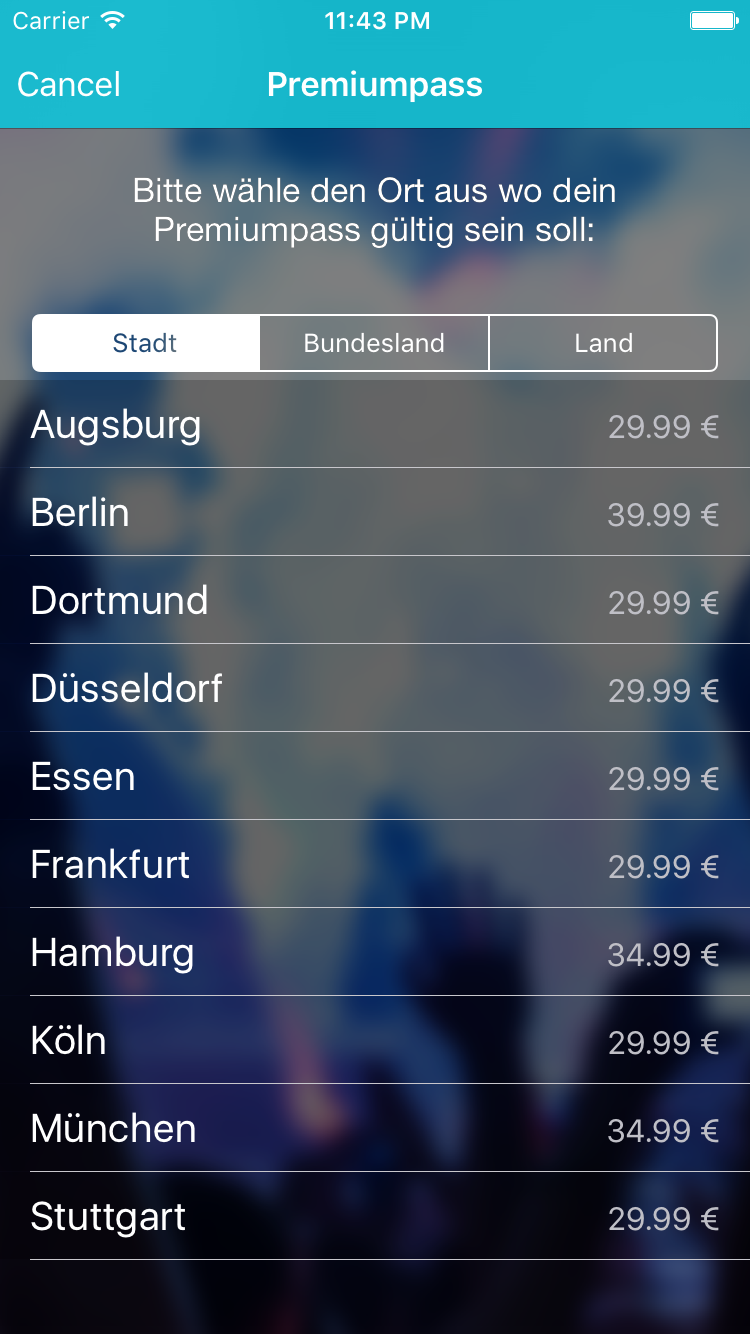 Carrier 11:43 PM
Cancel Premiumpass
Bitte wähle den Ort aus wo dein
Premiumpass gültig sein soll:
Stadt Bundesland Land
Augsburg 29.99 €
Berlin 39.99 €
Dortmund 29.99 €
Düsseldorf 29.99 €
Essen 29.99 €
Frankfurt 29.99 €
Hamburg 34.99 €
Köln 29.99 €
München 34.99 €
Stuttgart 29.99 €